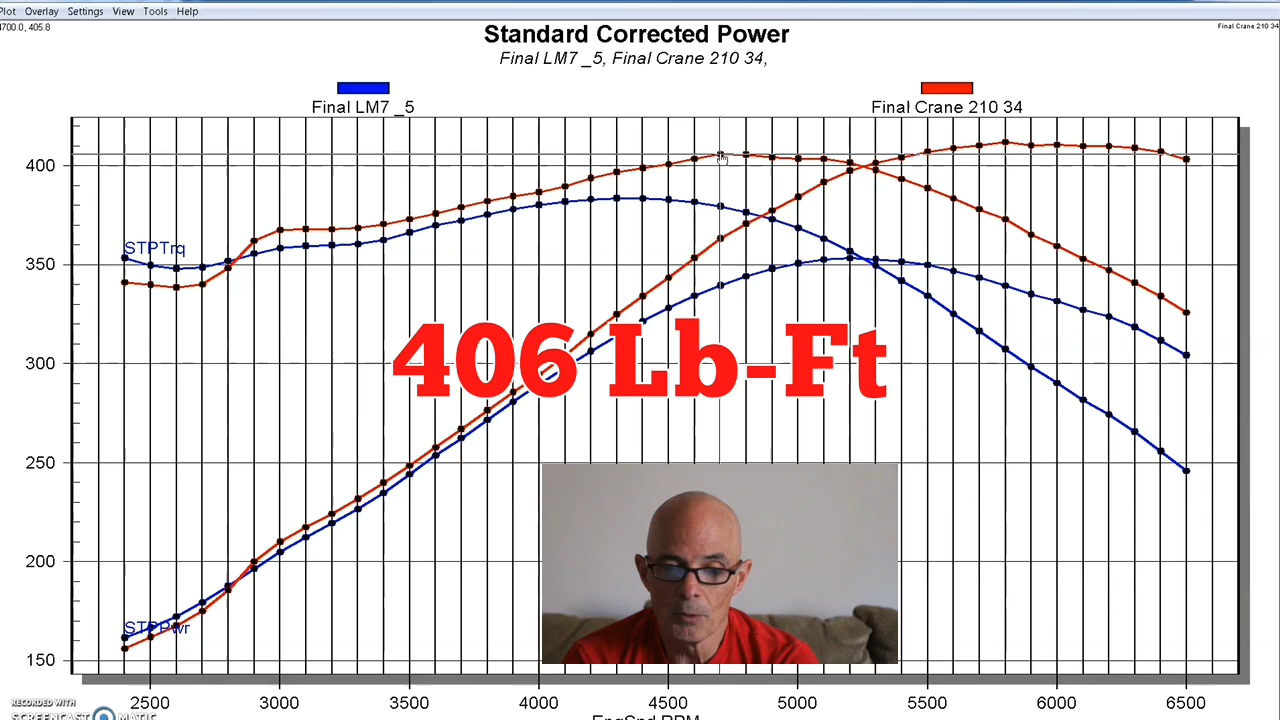 Plot Overlay Settings View Tools Help
4700.0, 405.8
Final Crane 210 34
Standard Corrected Power
Final LM7 _5, Final Crane 210 34,
Final LM7 _5
Final Crane 210 34
400
350
300
250
200
150
STPTrq
STPPwr
406 Lb-Ft
2500 3000 3500 4000 4500 5000 5500 6000 6500
RECORDED WITH
SCREENCAST MATIC
EngSpd RPM